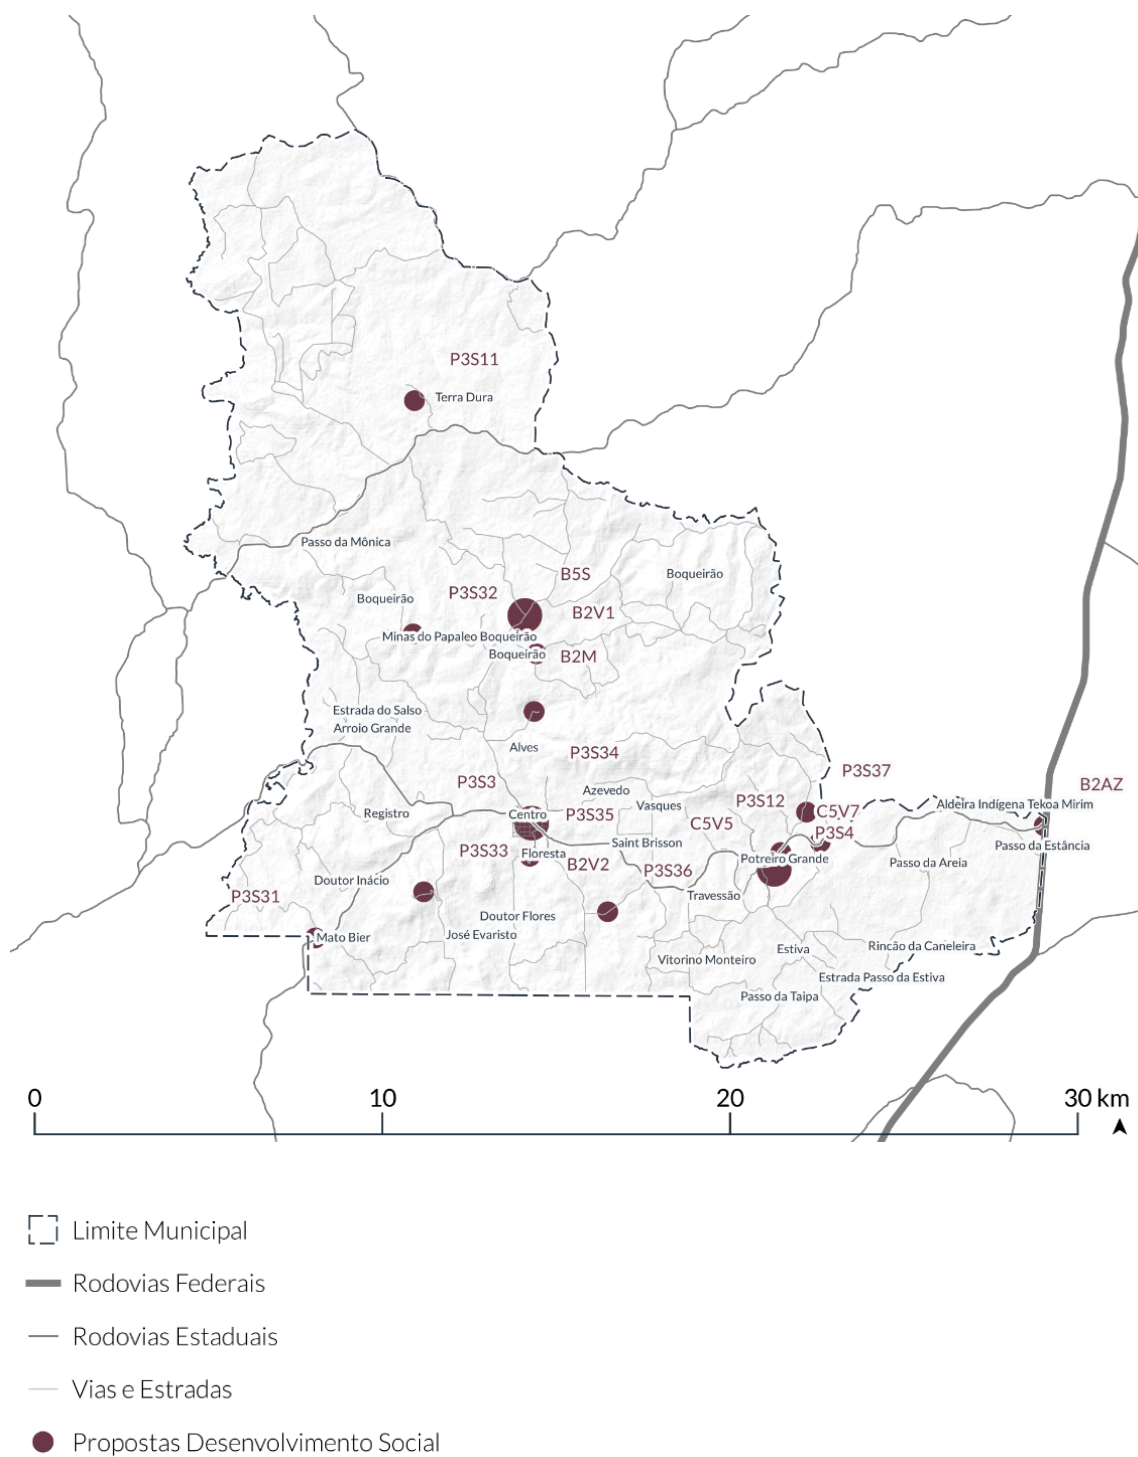 P3S11
Terra Dura
Passo da Mônica
B5S
Boqueirão
P3S32
Boqueirão
B2V1
Minas do Papaleo Boqueirão
Boqueirão
B2M
Estrada do Salso
Arroio Grande
Alves
P3S34
P3S37
P3S3
B2AZ
Azevedo
P3S12
Aldeira Indígena Tekoa Mirim
Vasques
Registro
Centro
P3S35
C5V7
C5V5
P3S4
Saint Brisson
Passo da Estância
P3S33
Floresta
B2V2
Potreiro Grande
Passo da Areia
P3S36
Doutor Inácio
P3S31
Travessão
Doutor Flores
José Evaristo
Mato Bier
Estiva
Rincão da Caneleira
Vitorino Monteiro
Estrada Passo da Estiva
Passo da Taipa
0 10 20 30 km
Limite Municipal
Rodovias Federais
Rodovias Estaduais
Vias e Estradas
Propostas Desenvolvimento Social